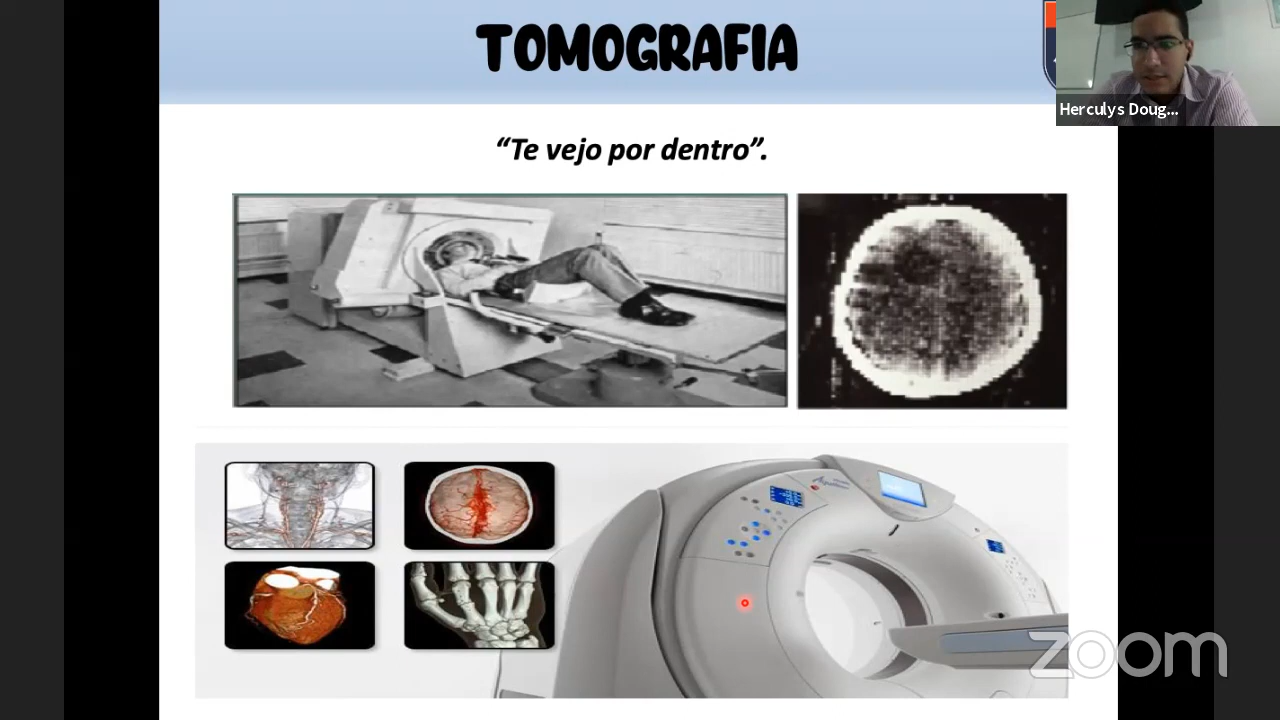 TOMOGRAFIA
Herculys Doug...
“Te vejo por dentro”.
zoom